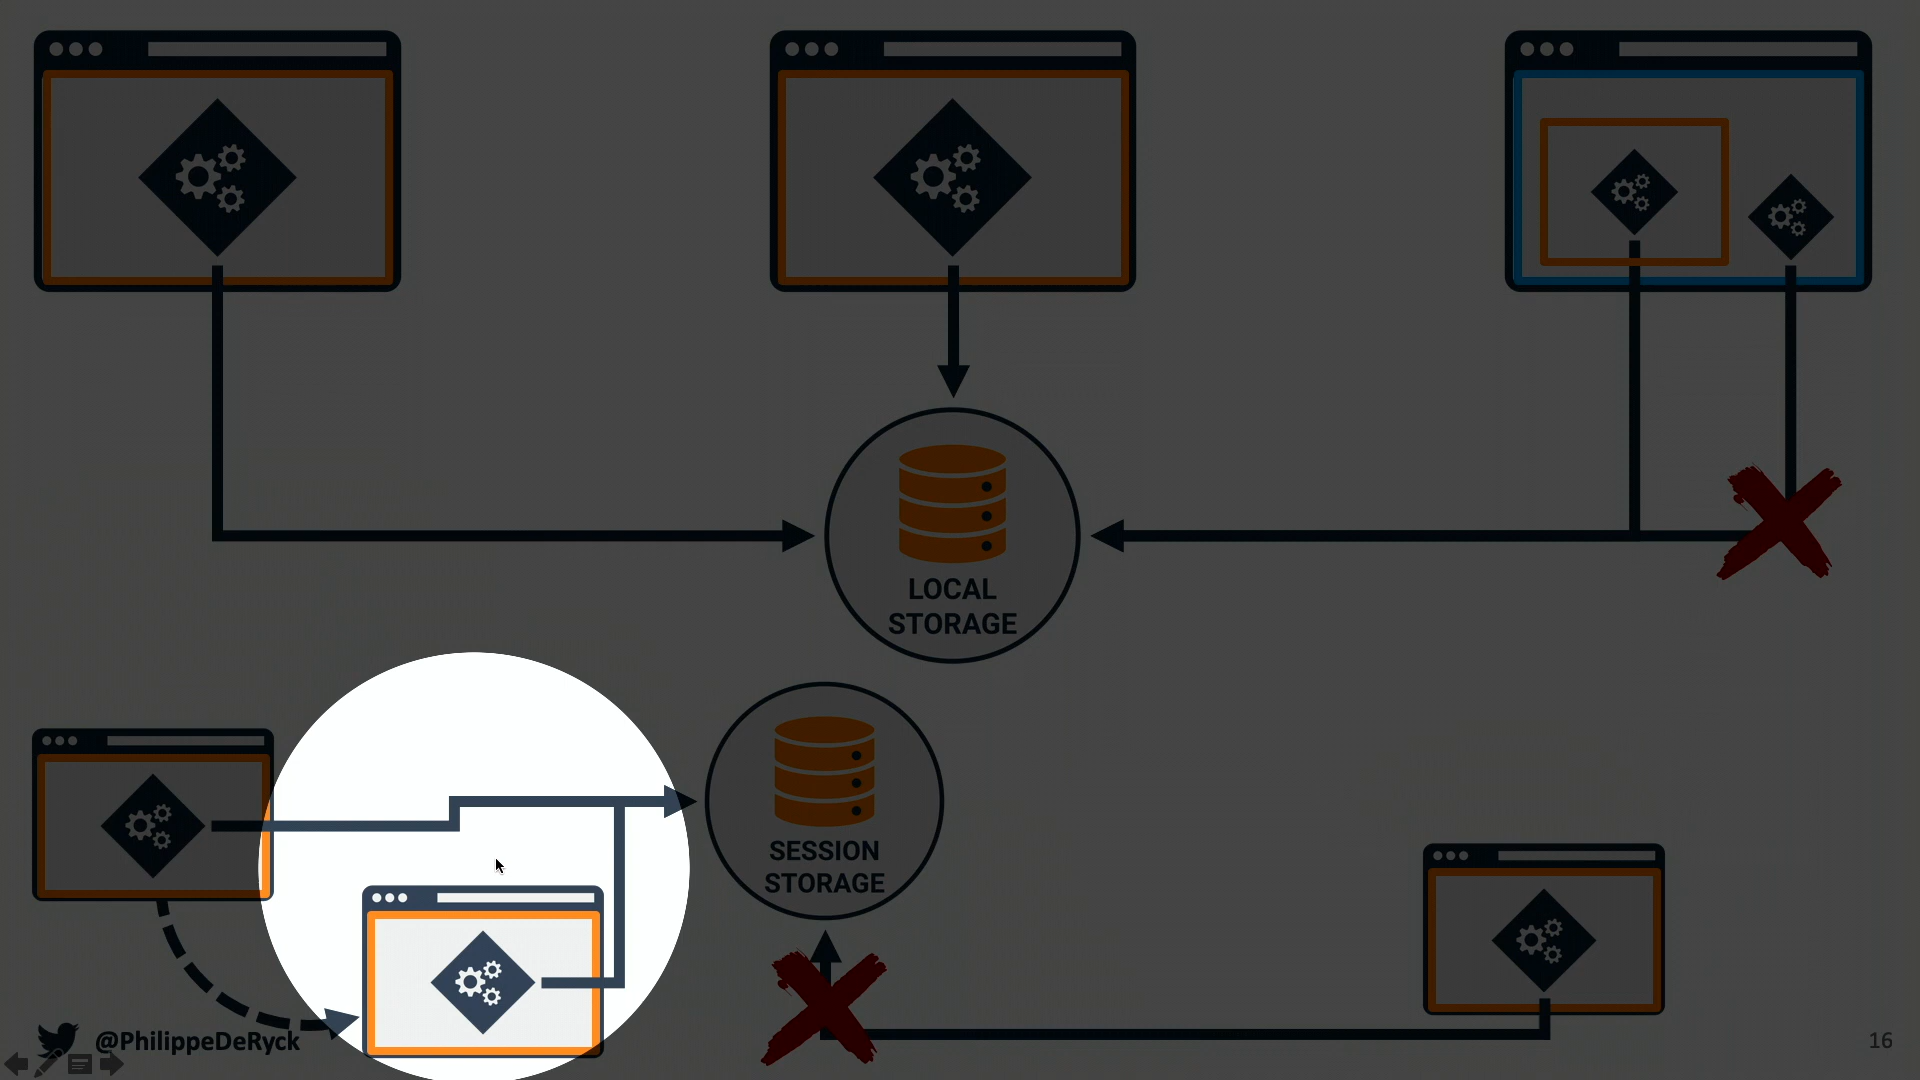 LOCAL
STORAGE
SESSION
STORAGE
@PhilippeDeRyck
16